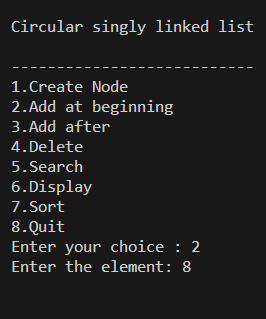 Circular singly linked list
---------------------------
1.Create Node
2.Add at beginning
3.Add after
4.Delete
5.Search
6.Display
7.Sort
8.Quit
Enter your choice : 2
Enter the element: 8